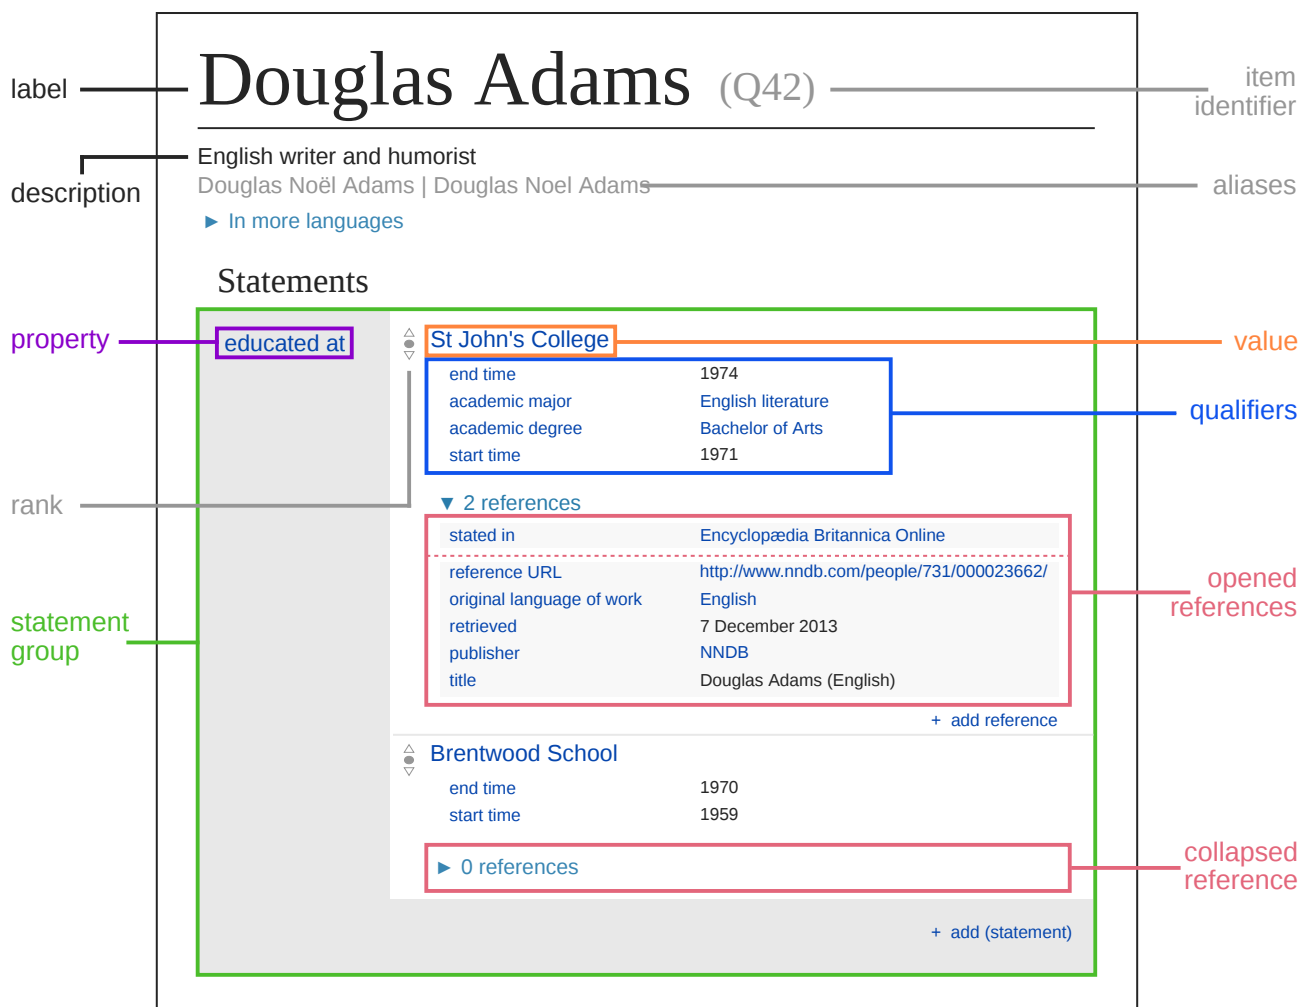 label
Douglas Adams (Q42)
item
identifier
description
English writer and humorist
Douglas Noël Adams | Douglas Noel Adams
aliases
► In more languages
Statements
property
educated at
St John's College
value
end time 1974
academic major English literature
academic degree Bachelor of Arts
start time 1971
qualifiers
rank
▼ 2 references
stated in Encyclopædia Britannica Online
reference URL http://www.nndb.com/people/731/000023662/
original language of work English
retrieved 7 December 2013
publisher NNDB
title Douglas Adams (English)
opened
references
statement
group
+ add reference
Brentwood School
end time 1970
start time 1959
► 0 references
collapsed
reference
+ add (statement)